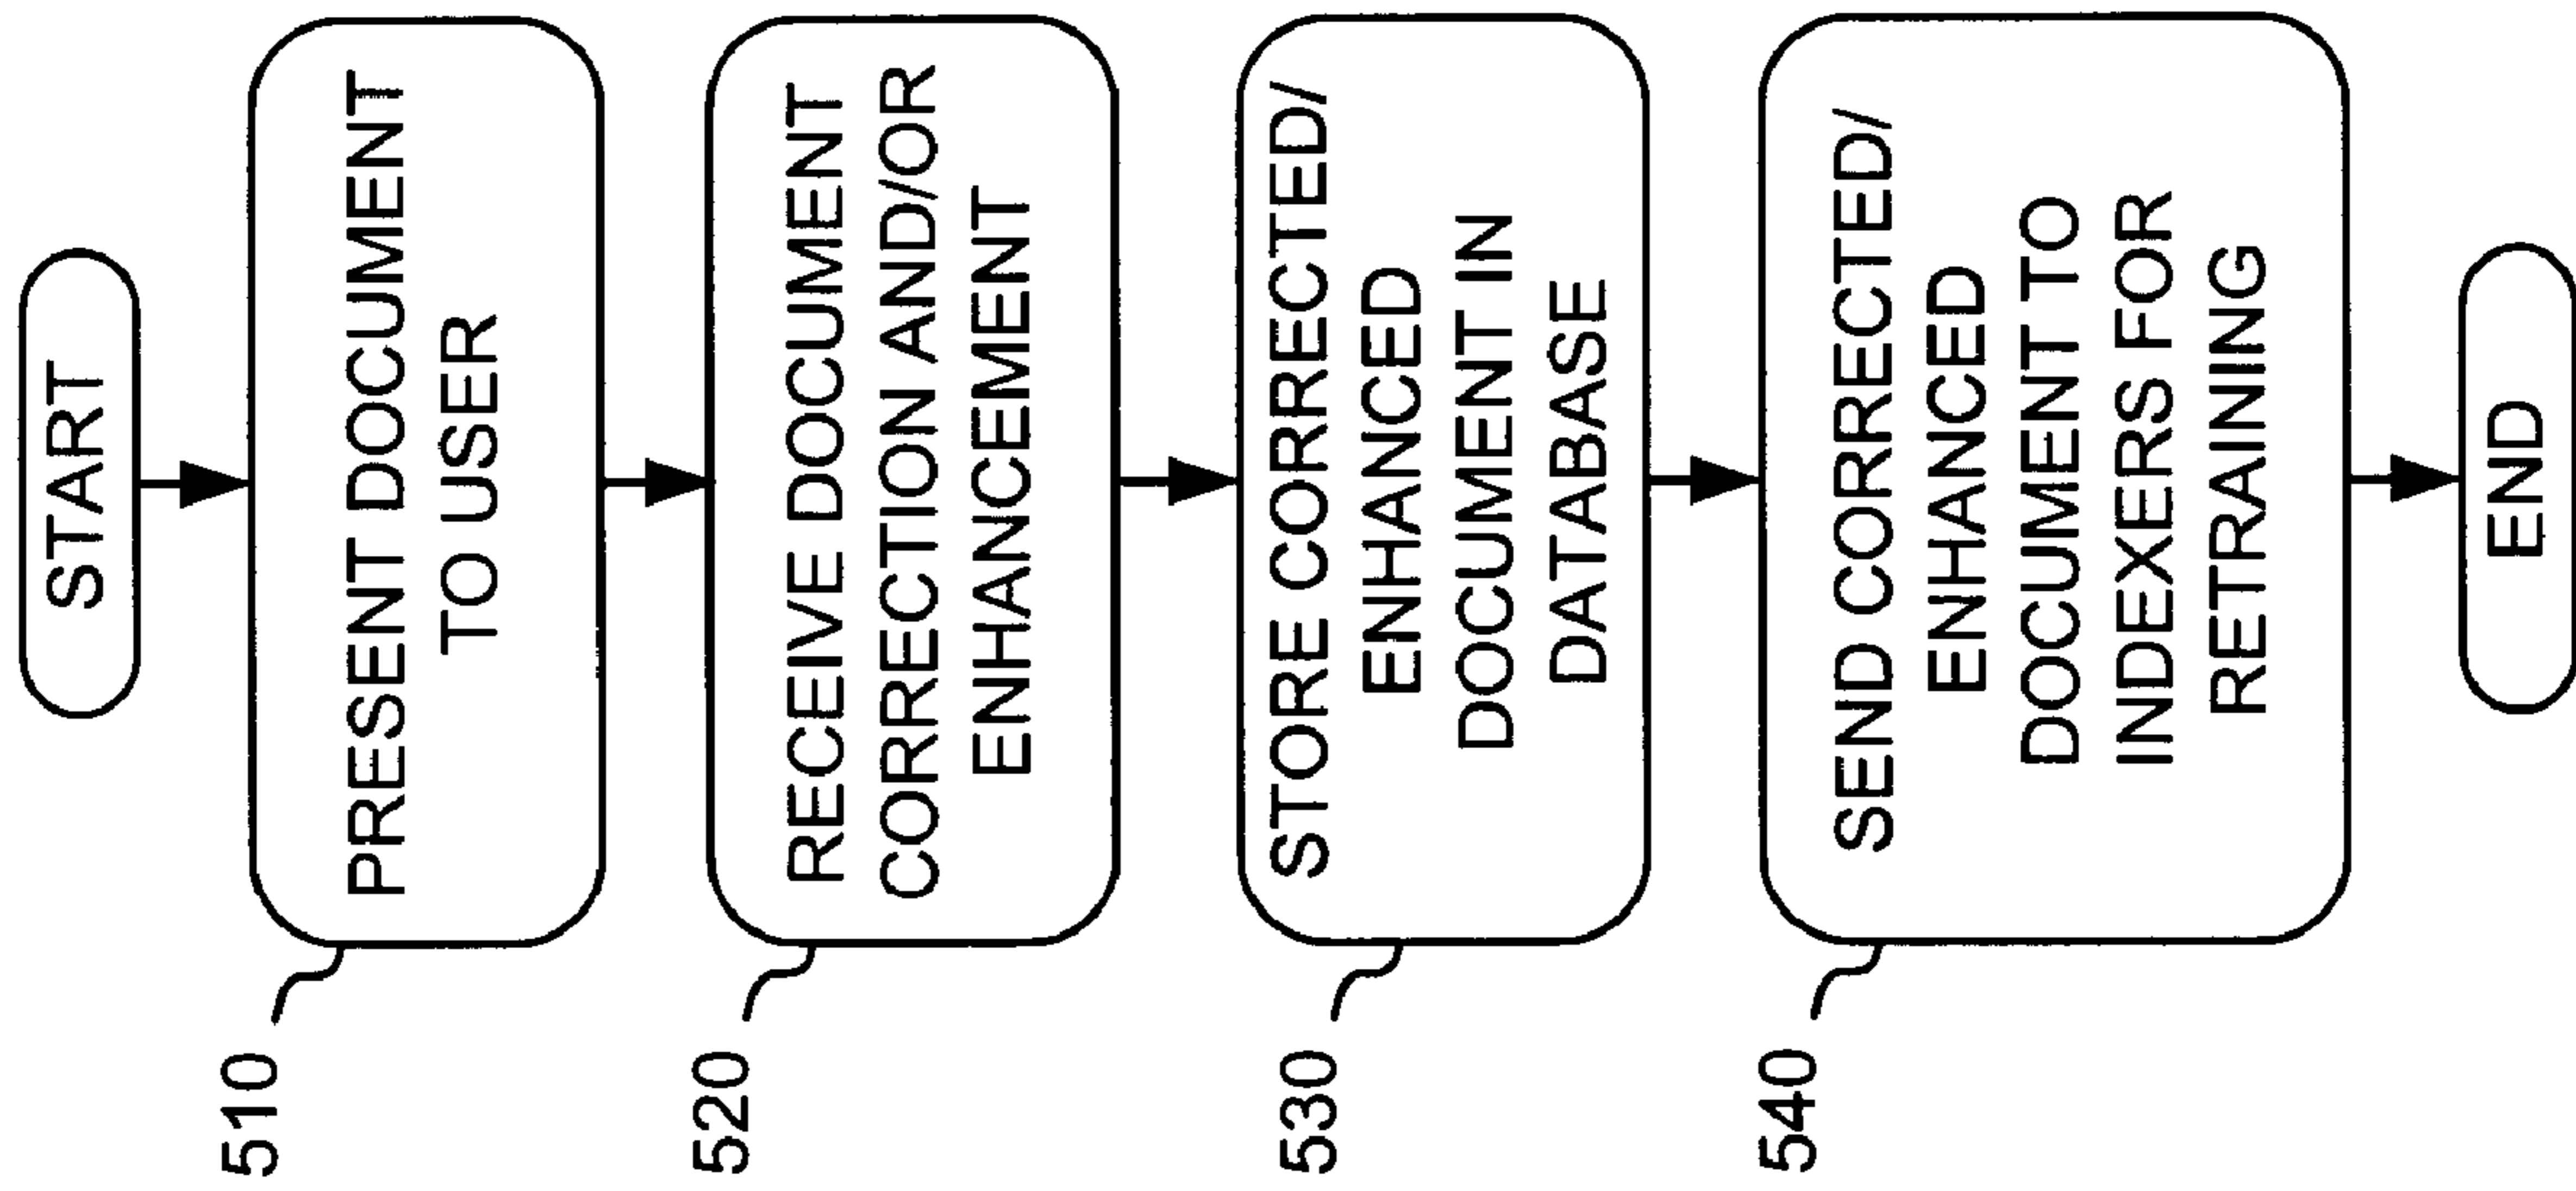 START
510
PRESENT DOCUMENT
TO USER
520
RECEIVE DOCUMENT
CORRECTION AND/OR
ENHANCEMENT
530
STORE CORRECTED/
ENHANCED
DOCUMENT IN
DATABASE
540
SEND CORRECTED/
ENHANCED
DOCUMENT TO
INDEXERS FOR
RETRAINING
END